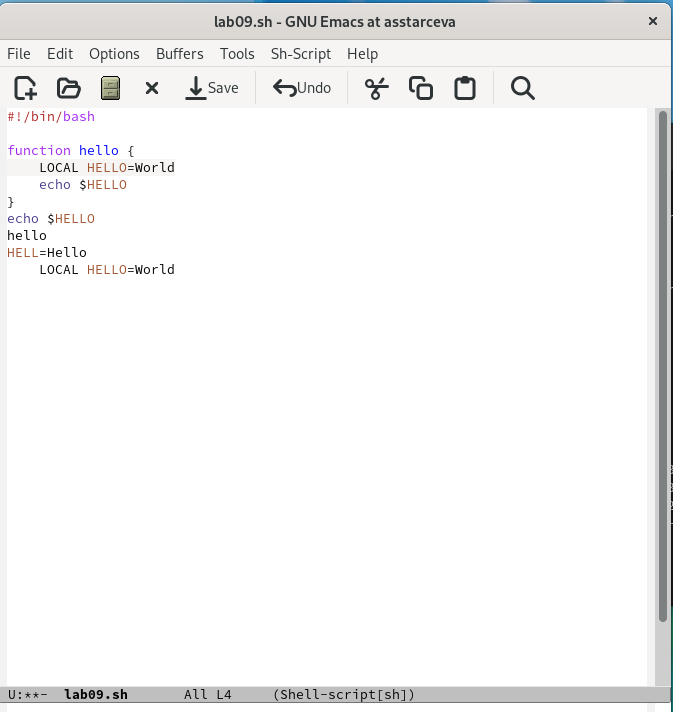 lab09.sh - GNU Emacs at asstarceva
File Edit Options Buffers Tools Sh-Script Help
Save Undo
#!/bin/bash
function hello {
    LOCAL HELLO=World
    echo $HELLO
}
echo $HELLO
hello
HELL=Hello
    LOCAL HELLO=World
U:**-  lab09.sh       All L4     (Shell-script[sh])